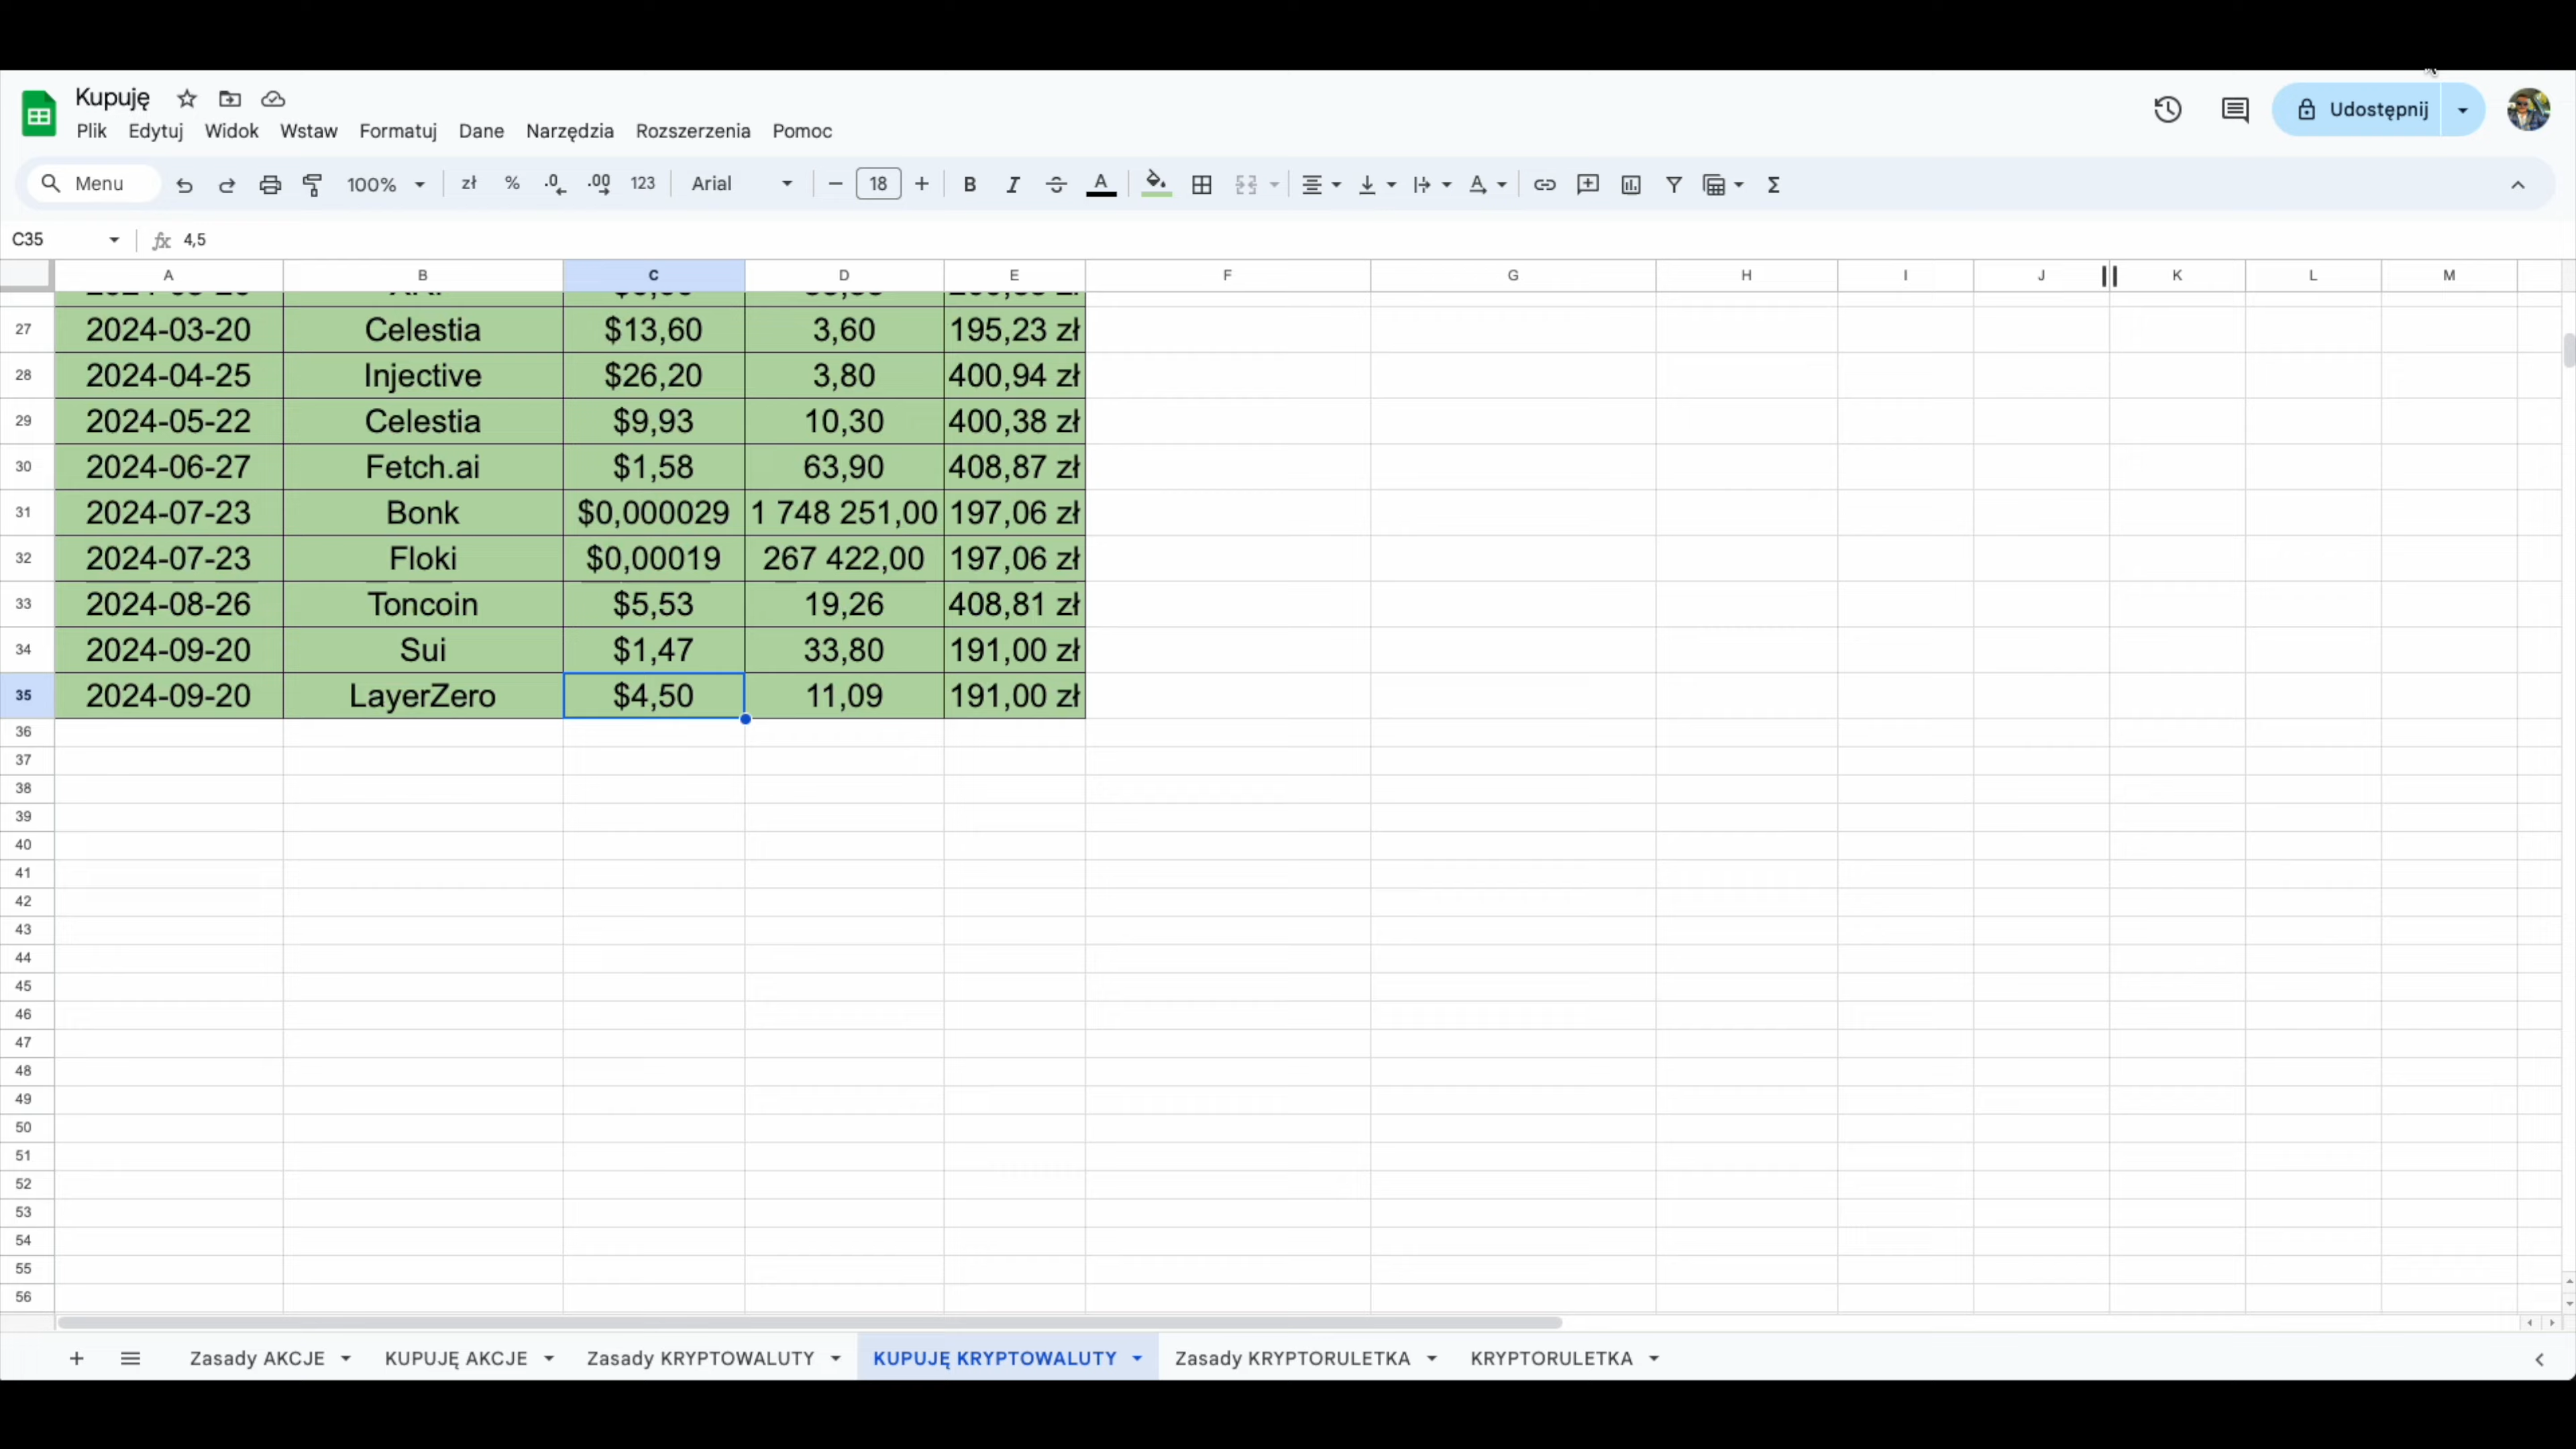 Kupuję
Plik Edytuj Widok Wstaw Formatuj Dane Narzędzia Rozszerzenia Pomoc
Udostępnij
Menu 100% zł % .0 .00 123 Arial 18
C35 fx 4,5
A B C D E F G H I J K L M
27 2024-03-20 Celestia $13,60 3,60 195,23 zł
28 2024-04-25 Injective $26,20 3,80 400,94 zł
29 2024-05-22 Celestia $9,93 10,30 400,38 zł
30 2024-06-27 Fetch.ai $1,58 63,90 408,87 zł
31 2024-07-23 Bonk $0,000029 1 748 251,00 197,06 zł
32 2024-07-23 Floki $0,00019 267 422,00 197,06 zł
33 2024-08-26 Toncoin $5,53 19,26 408,81 zł
34 2024-09-20 Sui $1,47 33,80 191,00 zł
35 2024-09-20 LayerZero $4,50 11,09 191,00 zł
36
37
38
39
40
41
42
43
44
45
46
47
48
49
50
51
52
53
54
55
56
Zasady AKCJE KUPUJĘ AKCJE Zasady KRYPTOWALUTY KUPUJĘ KRYPTOWALUTY Zasady KRYPTORULETKA KRYPTORULETKA